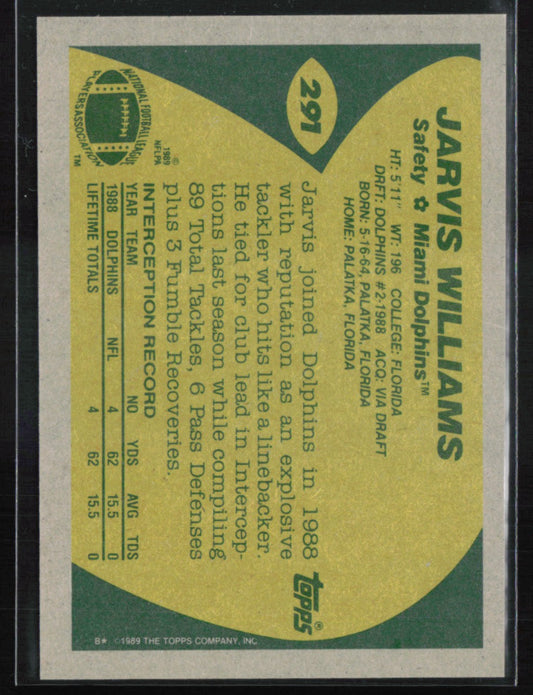 291
JARVIS WILLIAMS
Safety ✿ Miami Dolphins™
HT: 5'11" WT: 196 COLLEGE: FLORIDA
DRFT: DOLPHINS #2-1988 ACQ: VIA DRAFT
BORN: 5-16-64, PALATKA, FLORIDA
HOME: PALATKA, FLORIDA
Jarvis joined Dolphins in 1988
with reputation as an explosive
tackler who hits like a linebacker.
He tied for club lead in Intercep-
tions last season while compiling
89 Total Tackles, 6 Pass Defenses
plus 3 Fumble Recoveries.
INTERCEPTION RECORD
YEAR TEAM NO YDS AVG TDS
1988 DOLPHINS NFL 4 62 15.5 0
LIFETIME TOTALS 4 62 15.5 0
NATIONAL FOOTBALL LEAGUE
PLAYERS ASSOCIATION
™
©
1989
NFLPA
TOPPS®
B★ ©1989 THE TOPPS COMPANY, INC.